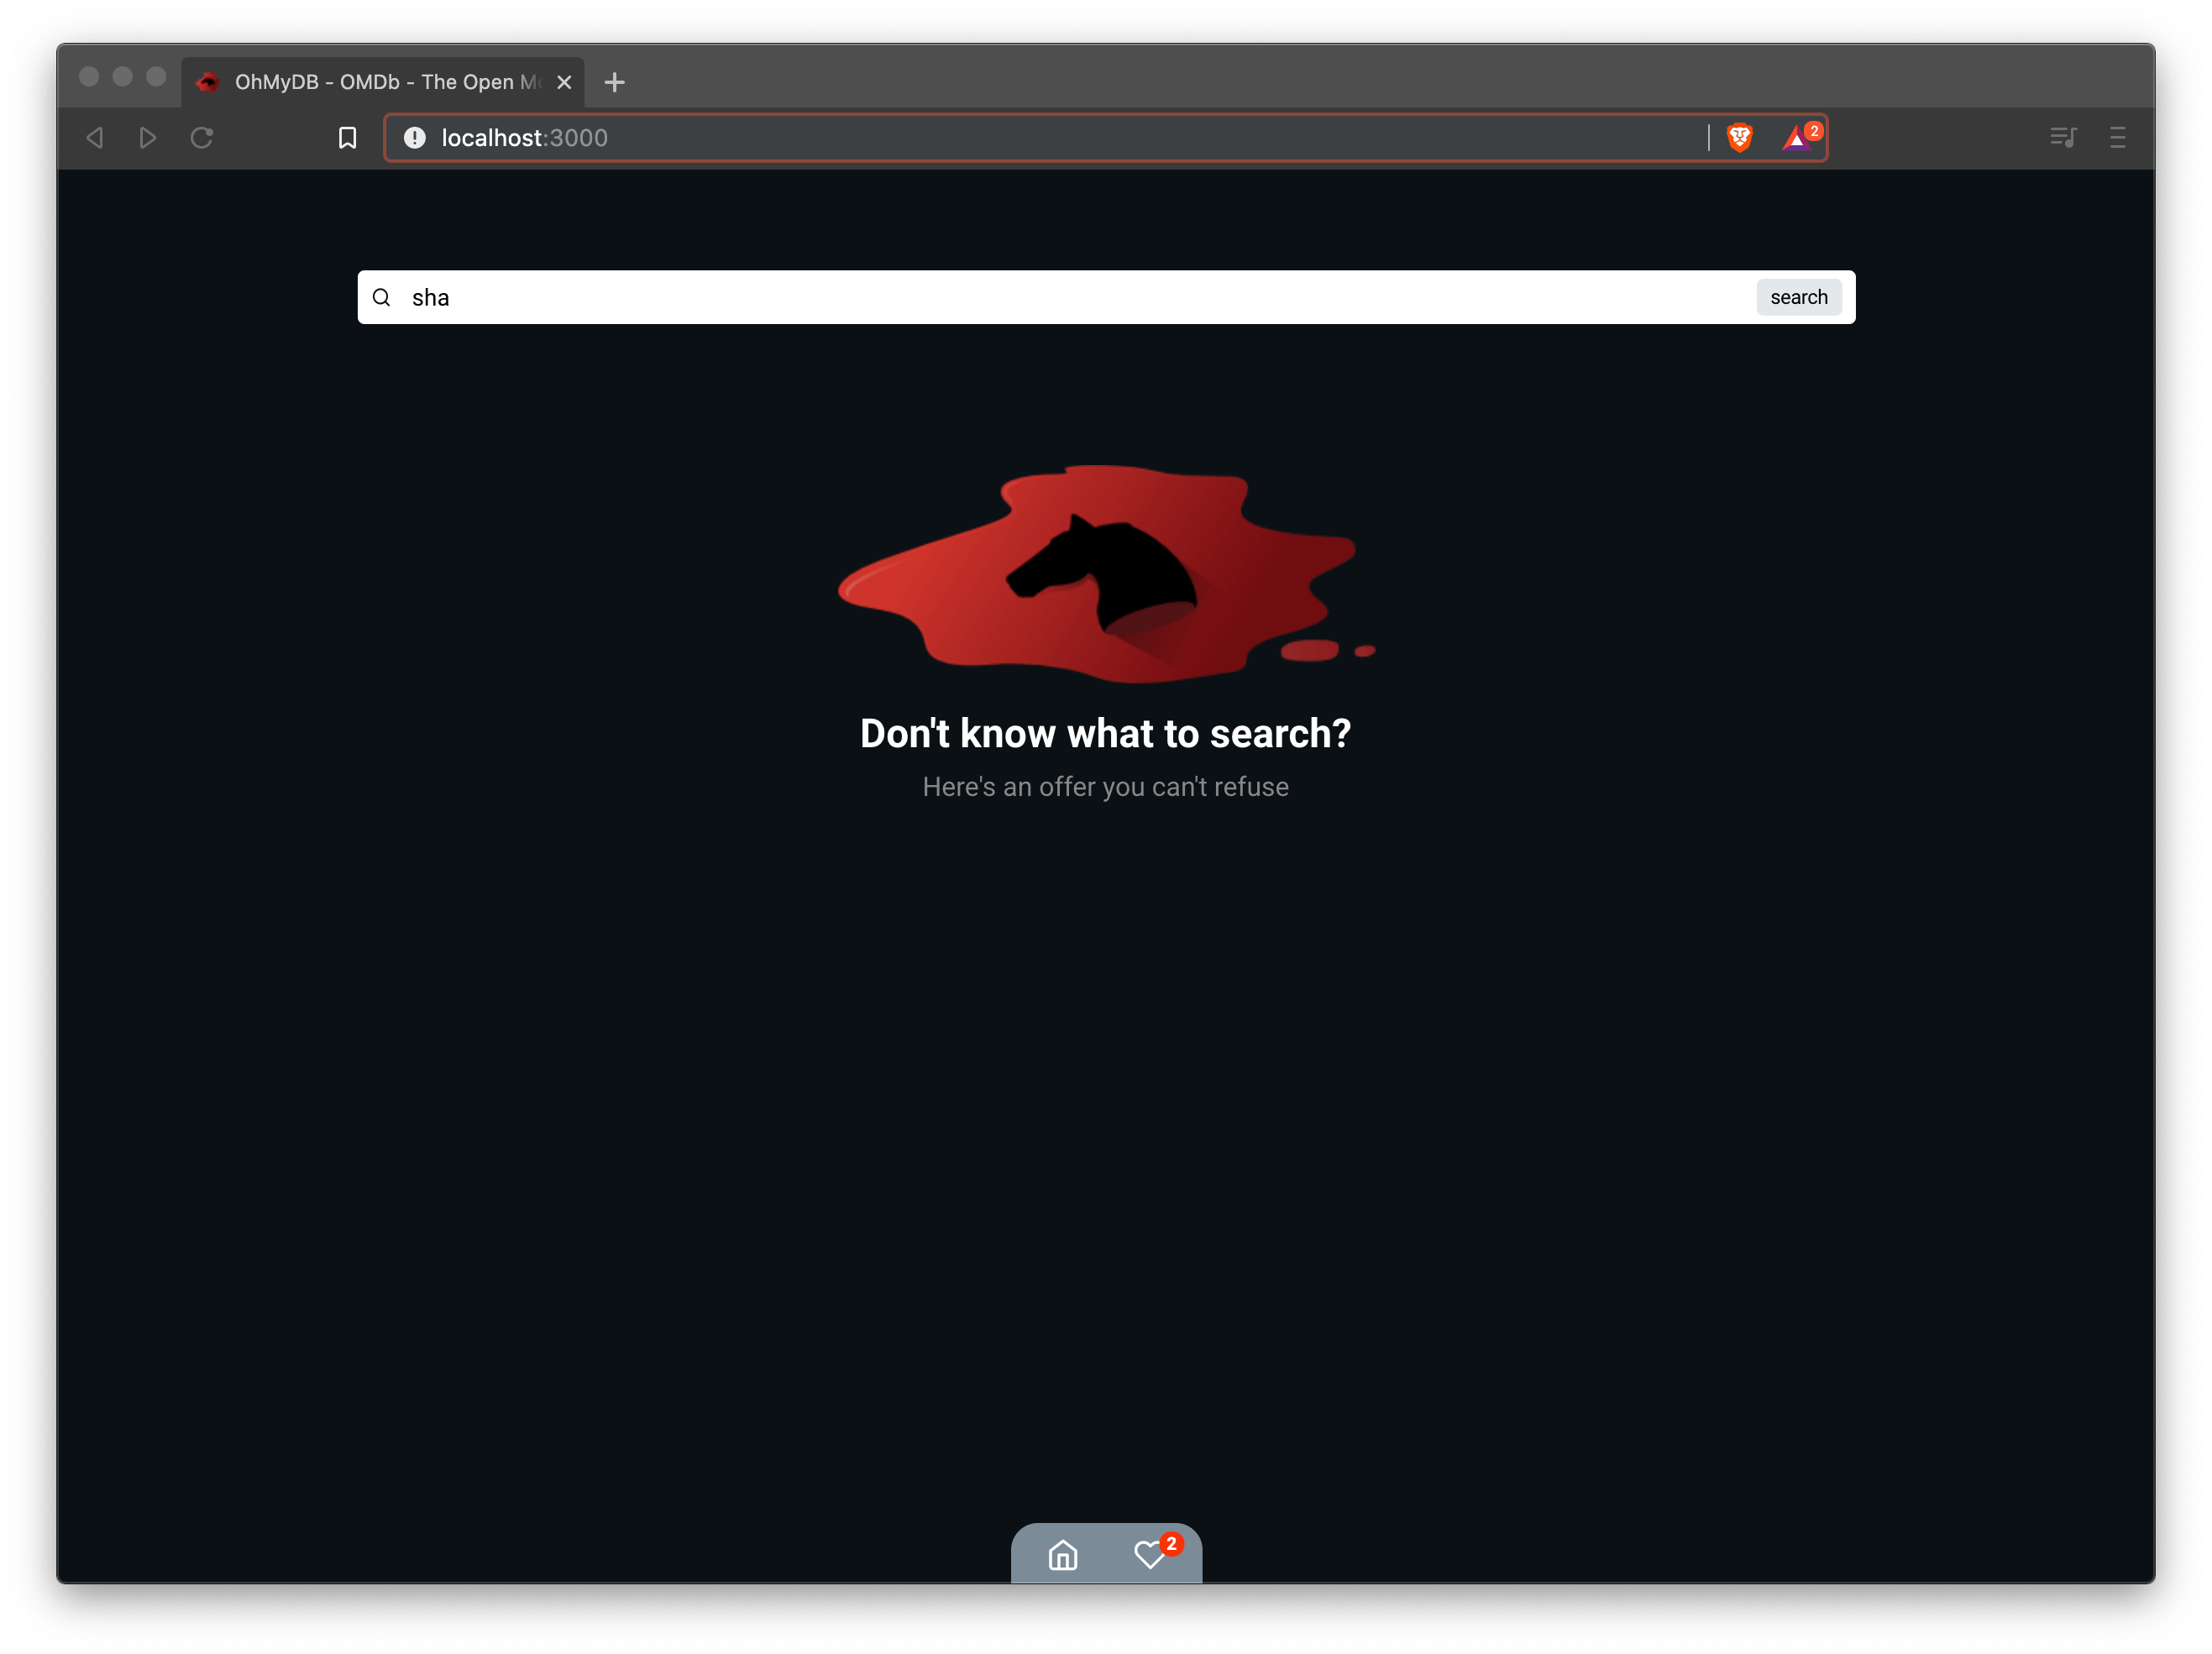 OhMyDB - OMDb - The Open M
localhost:3000
2
sha
search
Don't know what to search?
Here's an offer you can't refuse
2